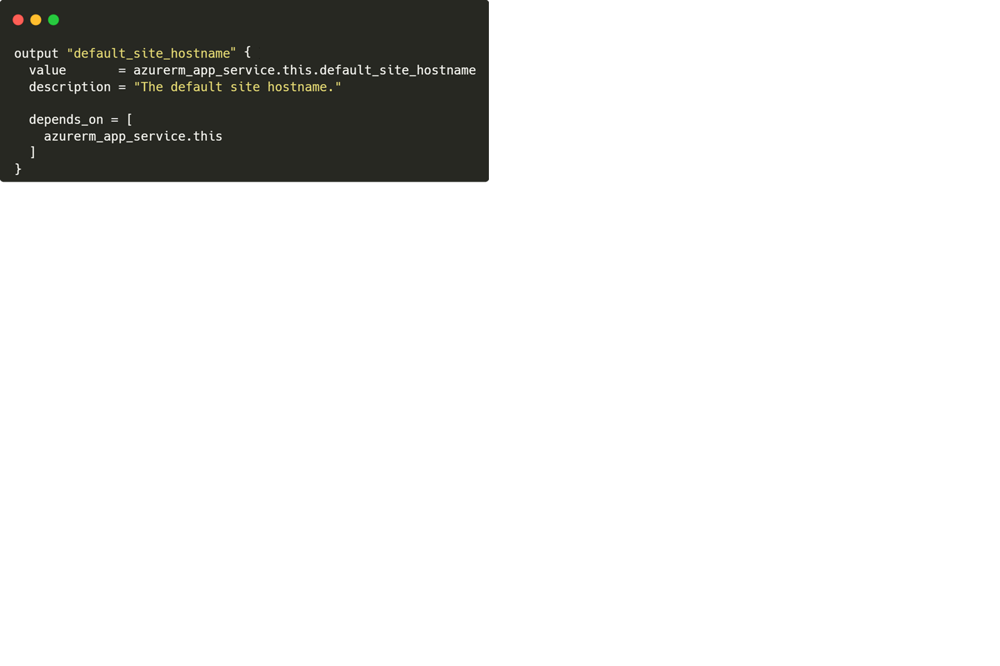 output "default_site_hostname" {
  value       = azurerm_app_service.this.default_site_hostname
  description = "The default site hostname."

  depends_on = [
    azurerm_app_service.this
  ]
}